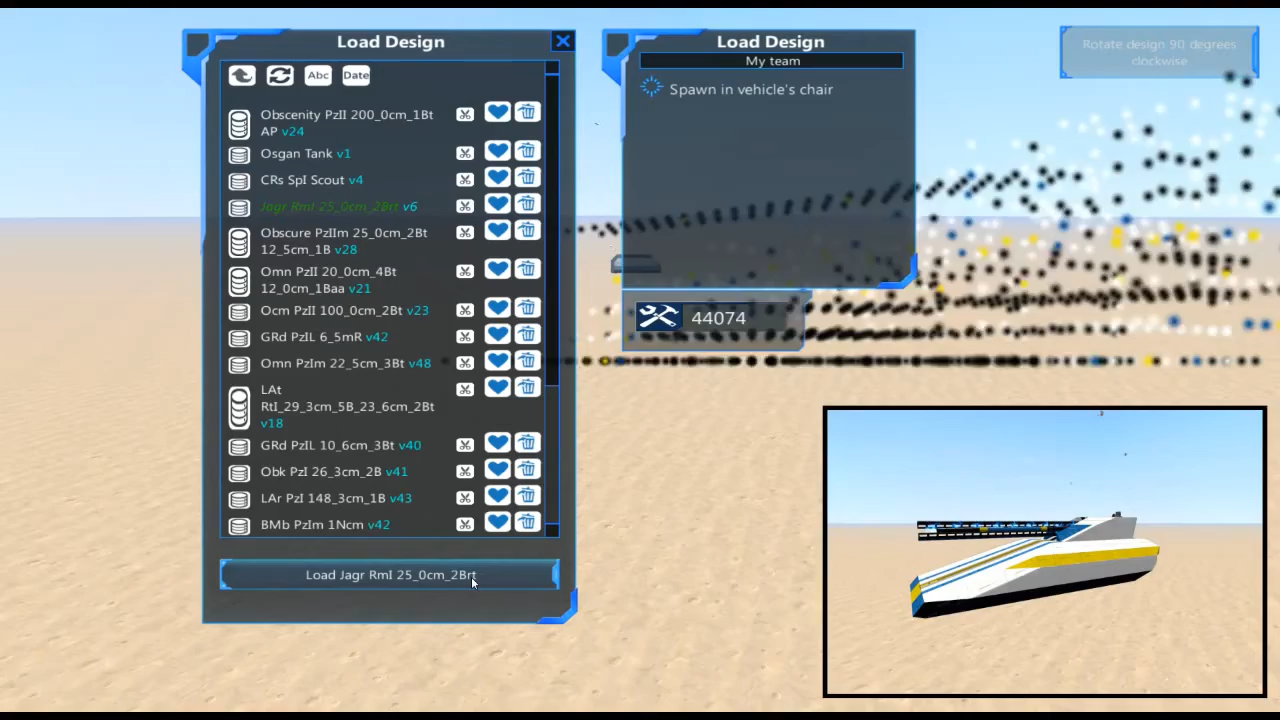 Load Design
Abc
Date
Obscenity PzII 200_0cm_1Bt
AP v24
Osgan Tank v1
CRs SpI Scout v4
Jagr RmI 25_0cm_2Brt v6
Obscure PzIIm 25_0cm_2Bt
12_5cm_1B v28
Omn PzII 20_0cm_4Bt
12_0cm_1Baa v21
Ocm PzII 100_0cm_2Bt v23
GRd PzIL 6_5mR v42
Omn PzIm 22_5cm_3Bt v48
LAt
RtI_29_3cm_5B_23_6cm_2Bt
v18
GRd PzIL 10_6cm_3Bt v40
Obk PzI 26_3cm_2B v41
LAr PzI 148_3cm_1B v43
BMb PzIm 1Ncm v42
Load Jagr RmI 25_0cm_2Brt
Load Design
My team
Spawn in vehicle's chair
44074
Rotate design 90 degrees
clockwise